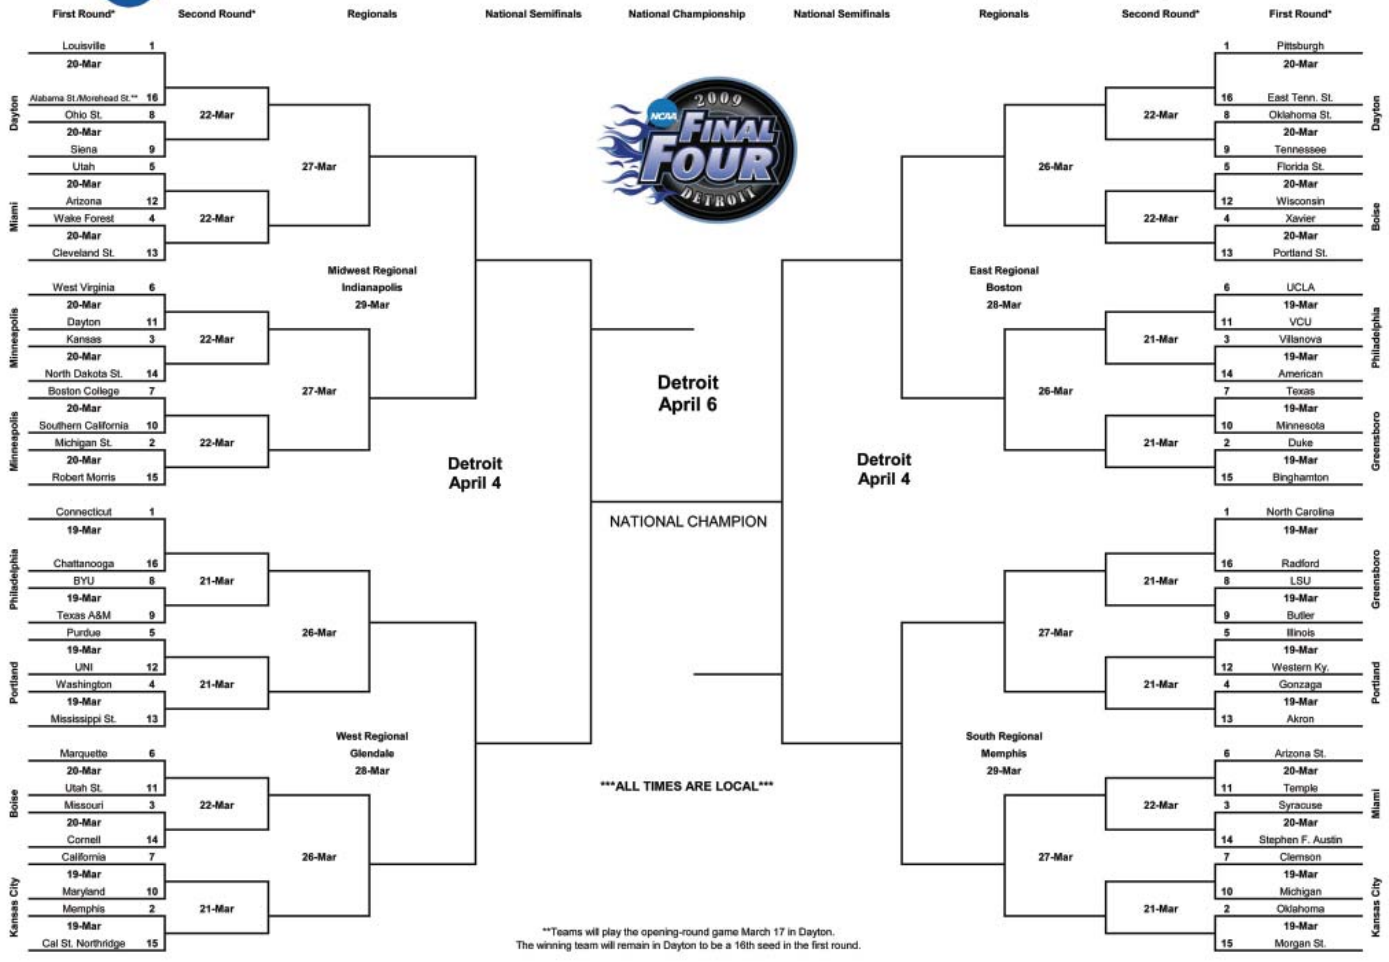 First Round* Second Round* Regionals National Semifinals National Championship National Semifinals Regionals Second Round* First Round*
Louisville 1
20-Mar
Alabama St./Morehead St.** 16
22-Mar
Ohio St. 8
20-Mar
Siena 9
Dayton
27-Mar
Utah 5
20-Mar
Arizona 12
22-Mar
Wake Forest 4
20-Mar
Cleveland St. 13
Miami
Midwest Regional
Indianapolis
29-Mar
West Virginia 6
20-Mar
Dayton 11
22-Mar
Kansas 3
20-Mar
North Dakota St. 14
Minneapolis
27-Mar
Boston College 7
20-Mar
Southern California 10
22-Mar
Michigan St. 2
20-Mar
Robert Morris 15
Minneapolis
Detroit
April 4
Connecticut 1
19-Mar
Chattanooga 16
21-Mar
BYU 8
19-Mar
Texas A&M 9
Philadelphia
26-Mar
Purdue 5
19-Mar
UNI 12
21-Mar
Washington 4
19-Mar
Mississippi St. 13
Portland
West Regional
Glendale
28-Mar
Marquette 6
20-Mar
Utah St. 11
22-Mar
Missouri 3
20-Mar
Cornell 14
Boise
26-Mar
California 7
19-Mar
Maryland 10
21-Mar
Memphis 2
19-Mar
Cal St. Northridge 15
Kansas City
2009
NCAA
FINAL
FOUR
DETROIT
Detroit
April 6
NATIONAL CHAMPION
***ALL TIMES ARE LOCAL***
**Teams will play the opening-round game March 17 in Dayton.
The winning team will remain in Dayton to be a 16th seed in the first round.
1 Pittsburgh
20-Mar
16 East Tenn. St.
22-Mar
8 Oklahoma St.
20-Mar
9 Tennessee
Dayton
26-Mar
5 Florida St.
20-Mar
12 Wisconsin
22-Mar
4 Xavier
20-Mar
13 Portland St.
Boise
East Regional
Boston
28-Mar
6 UCLA
19-Mar
11 VCU
21-Mar
3 Villanova
19-Mar
14 American
Philadelphia
26-Mar
7 Texas
19-Mar
10 Minnesota
21-Mar
2 Duke
19-Mar
15 Binghamton
Greensboro
Detroit
April 4
1 North Carolina
19-Mar
16 Radford
21-Mar
8 LSU
19-Mar
9 Butler
Greensboro
27-Mar
5 Illinois
19-Mar
12 Western Ky.
21-Mar
4 Gonzaga
19-Mar
13 Akron
Portland
South Regional
Memphis
29-Mar
6 Arizona St.
20-Mar
11 Temple
22-Mar
3 Syracuse
20-Mar
14 Stephen F. Austin
Miami
27-Mar
7 Clemson
19-Mar
10 Michigan
21-Mar
2 Oklahoma
19-Mar
15 Morgan St.
Kansas City